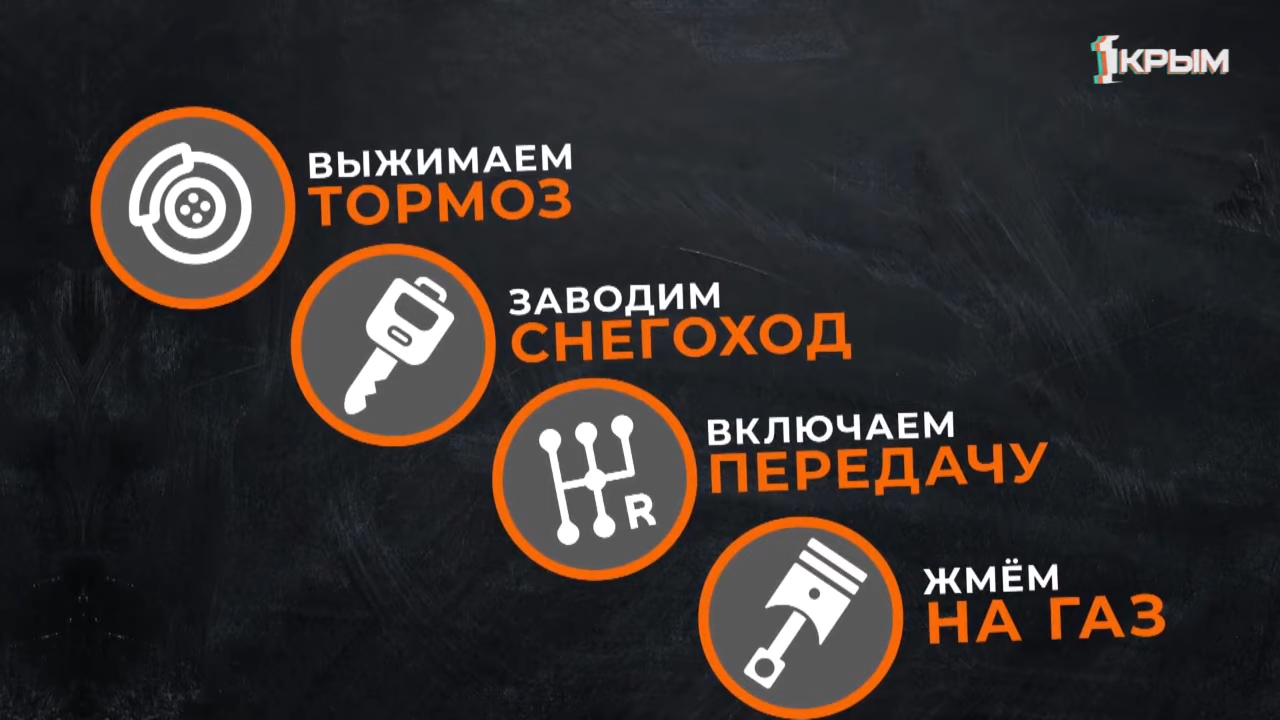 1КРЫМ
ВЫЖИМАЕМ
ТОРМОЗ
ЗАВОДИМ
СНЕГОХОД
ВКЛЮЧАЕМ
ПЕРЕДАЧУ
R
ЖМЁМ
НА ГАЗ